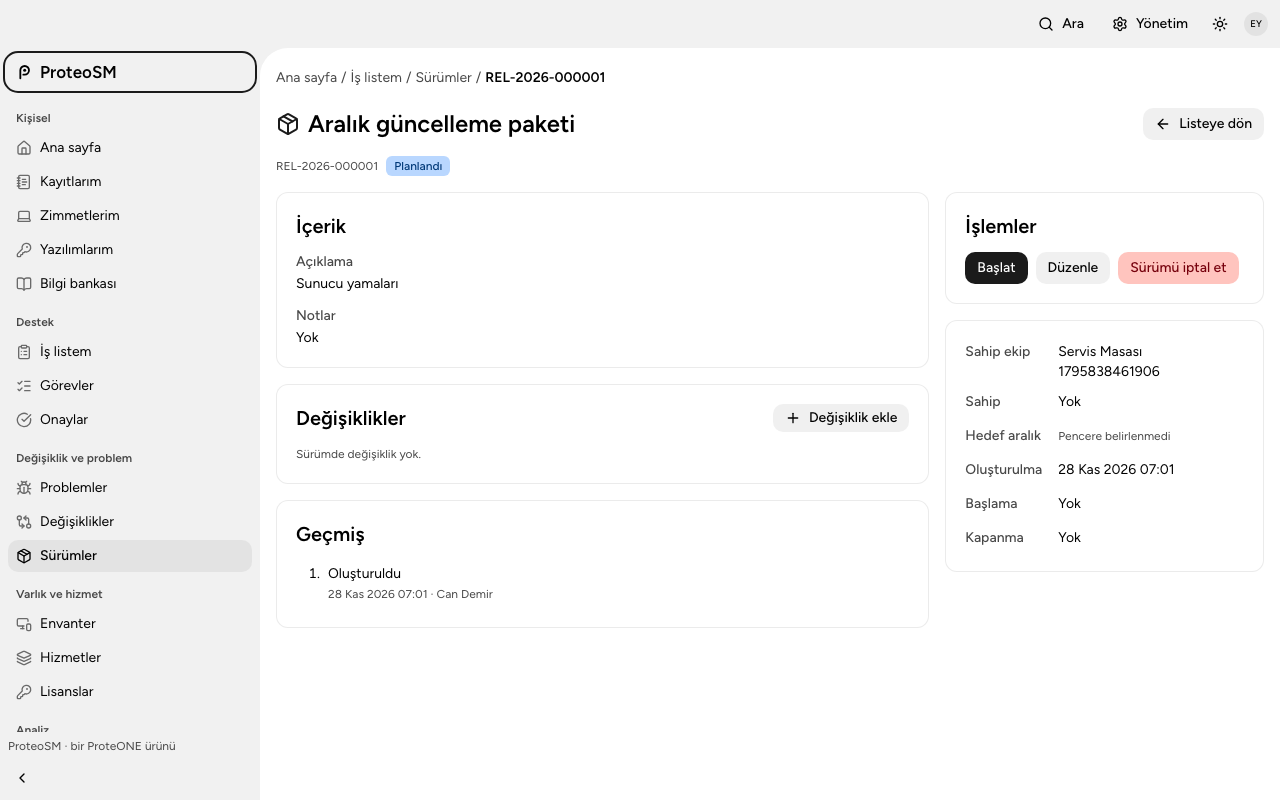 Ara
Yönetim
EY
ProteoSM
Kişisel
Ana sayfa
Kayıtlarım
Zimmetlerim
Yazılımlarım
Bilgi bankası
Destek
İş listem
Görevler
Onaylar
Değişiklik ve problem
Problemler
Değişiklikler
Sürümler
Varlık ve hizmet
Envanter
Hizmetler
Lisanslar
Analiz
ProteoSM · bir ProteONE ürünü
Ana sayfa / İş listem / Sürümler / REL-2026-000001
Aralık güncelleme paketi
Listeye dön
REL-2026-000001 Planlandı
İçerik
Açıklama
Sunucu yamaları
Notlar
Yok
Değişiklikler
Değişiklik ekle
Sürümde değişiklik yok.
Geçmiş
1. Oluşturuldu
28 Kas 2026 07:01 · Can Demir
İşlemler
Başlat Düzenle Sürümü iptal et
Sahip ekip Servis Masası
1795838461906
Sahip Yok
Hedef aralık Pencere belirlenmedi
Oluşturulma 28 Kas 2026 07:01
Başlama Yok
Kapanma Yok